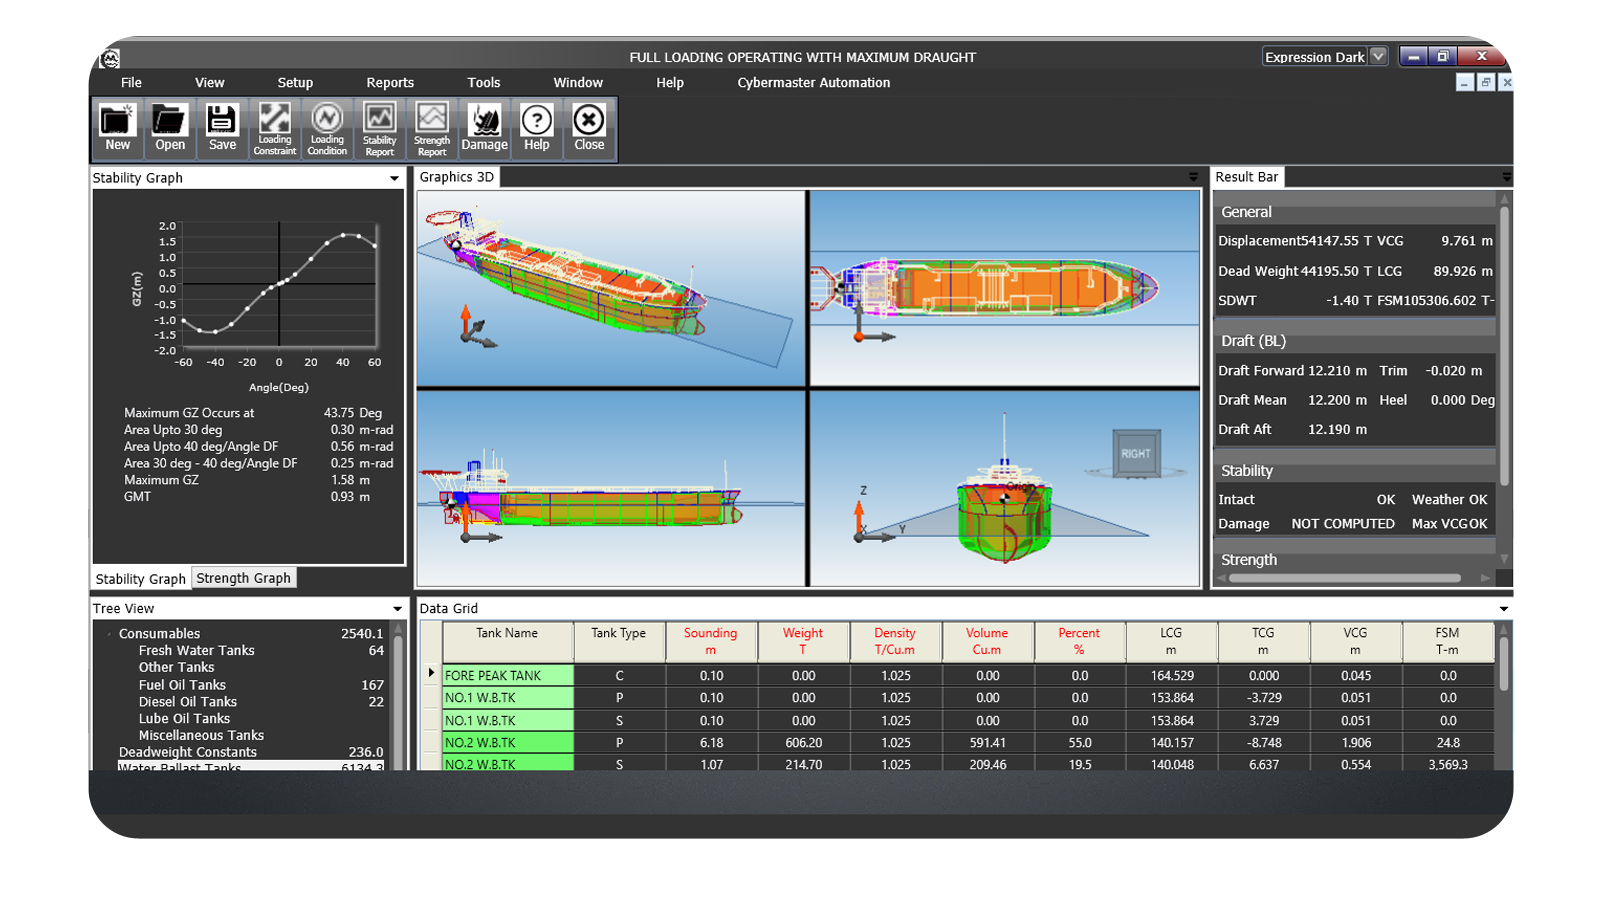 FULL LOADING OPERATING WITH MAXIMUM DRAUGHT
Expression Dark
File View Setup Reports Tools Window Help Cybermaster Automation
New Open Save Loading Constraint Loading Condition Stability Report Strength Report Damage Help Close
Stability Graph
2.0
1.5
1.0
0.5
0.0
-0.5
-1.0
-1.5
-2.0
GZ(m)
-60 -40 -20 0 20 40 60
Angle(Deg)
Maximum GZ Occurs at 43.75 Deg
Area Upto 30 deg 0.30 m-rad
Area Upto 40 deg/Angle DF 0.56 m-rad
Area 30 deg - 40 deg/Angle DF 0.25 m-rad
Maximum GZ 1.58 m
GMT 0.93 m
Stability Graph Strength Graph
Graphics 3D
RIGHT
Origin
Z
X Y
Result Bar
General
Displacement 54147.55 T VCG 9.761 m
Dead Weight 44195.50 T LCG 89.926 m
SDWT -1.40 T FSM 105306.602 T-
Draft (BL)
Draft Forward 12.210 m Trim -0.020 m
Draft Mean 12.200 m Heel 0.000 Deg
Draft Aft 12.190 m
Stability
Intact OK Weather OK
Damage NOT COMPUTED Max VCG OK
Strength
Tree View
Consumables 2540.1
Fresh Water Tanks 64
Other Tanks
Fuel Oil Tanks 167
Diesel Oil Tanks 22
Lube Oil Tanks
Miscellaneous Tanks
Deadweight Constants 236.0
Water Ballast Tanks 6134.3
Data Grid
Tank Name Tank Type Sounding m Weight T Density T/Cu.m Volume Cu.m Percent % LCG m TCG m VCG m FSM T-m
FORE PEAK TANK C 0.10 0.00 1.025 0.00 0.0 164.529 0.000 0.045 0.0
NO.1 W.B.TK P 0.10 0.00 1.025 0.00 0.0 153.864 -3.729 0.051 0.0
NO.1 W.B.TK S 0.10 0.00 1.025 0.00 0.0 153.864 3.729 0.051 0.0
NO.2 W.B.TK P 6.18 606.20 1.025 591.41 55.0 140.157 -8.748 1.906 24.8
NO.2 W.B.TK S 1.07 214.70 1.025 209.46 19.5 140.048 6.637 0.554 3,569.3